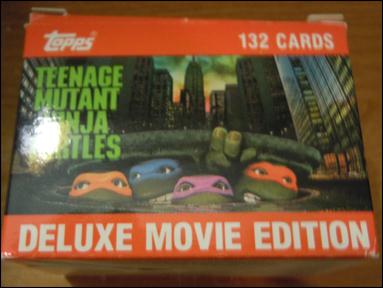 Topps
132 CARDS
TEENAGE
MUTANT
NINJA
TURTLES
DELUXE MOVIE EDITION